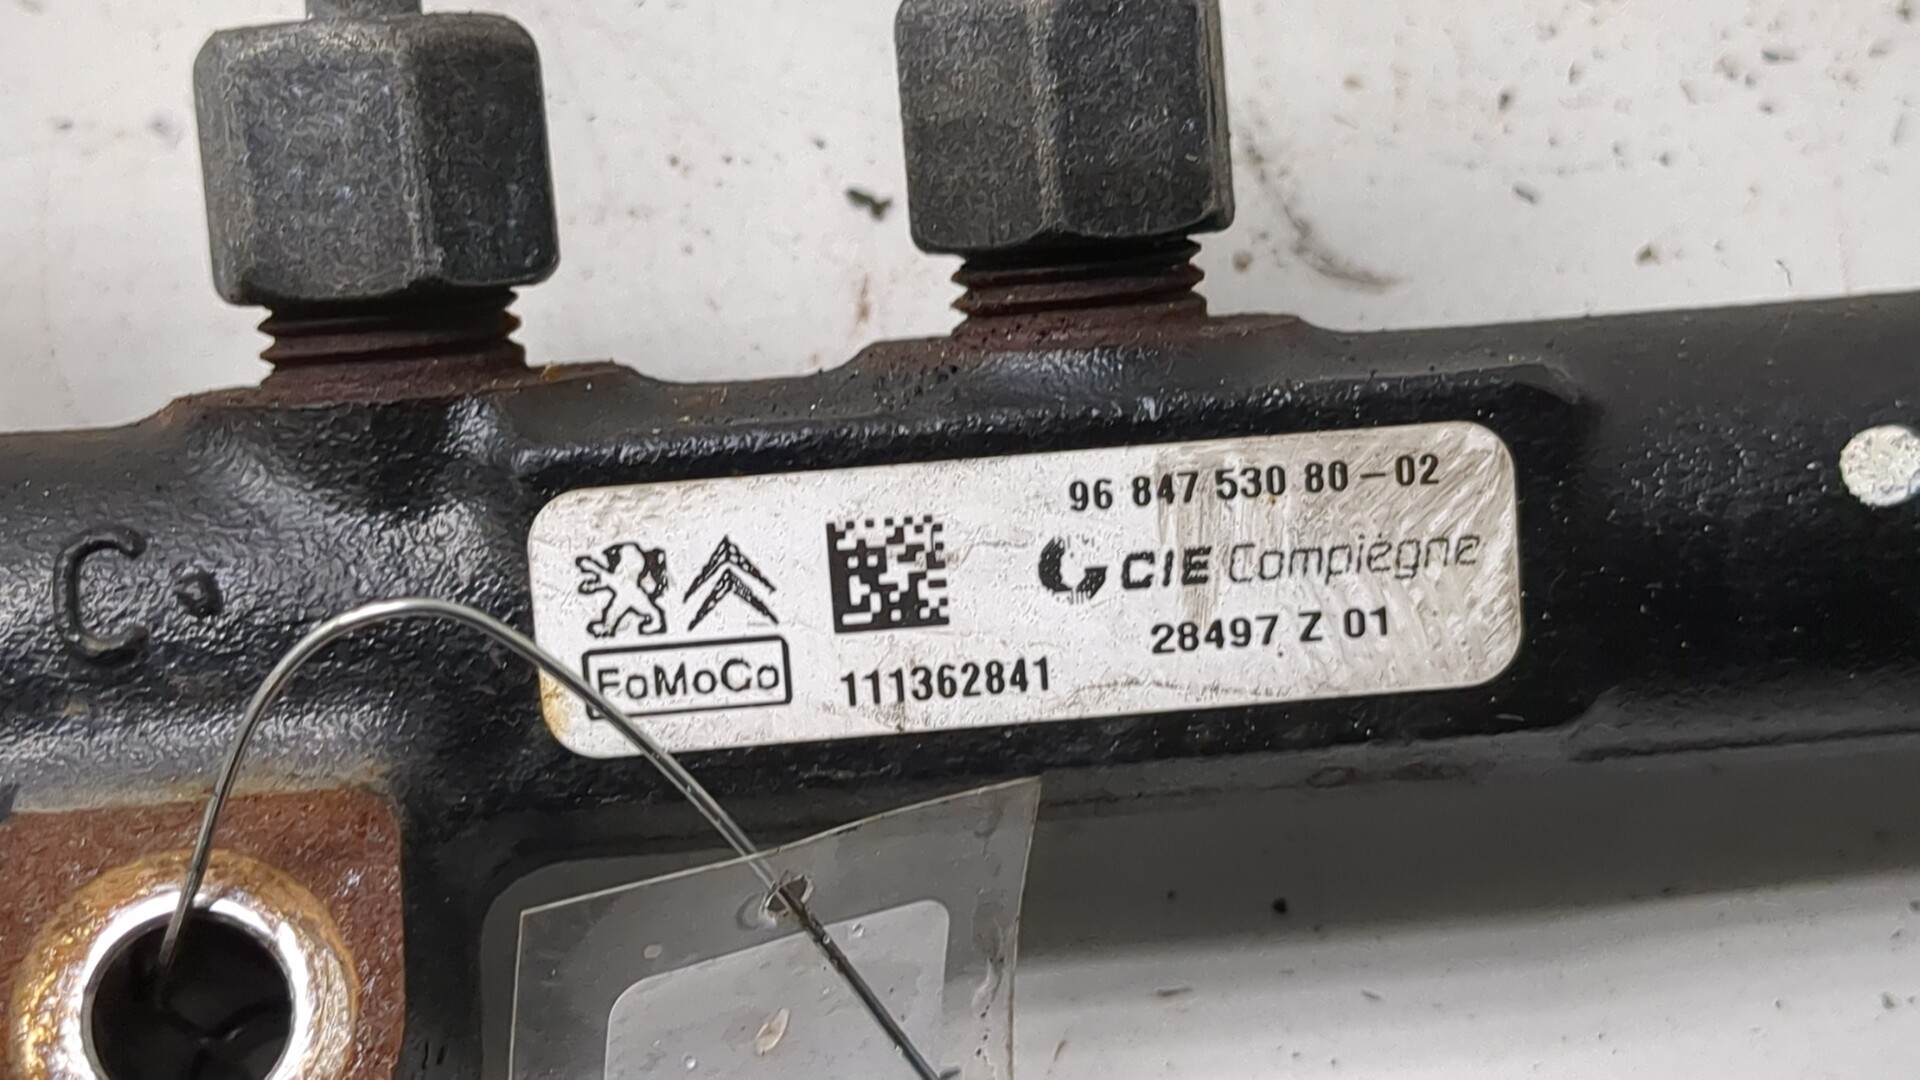 C.
96 847 530 80-02
CIE Compiègne
28497 Z 01
FoMoCo
111362841